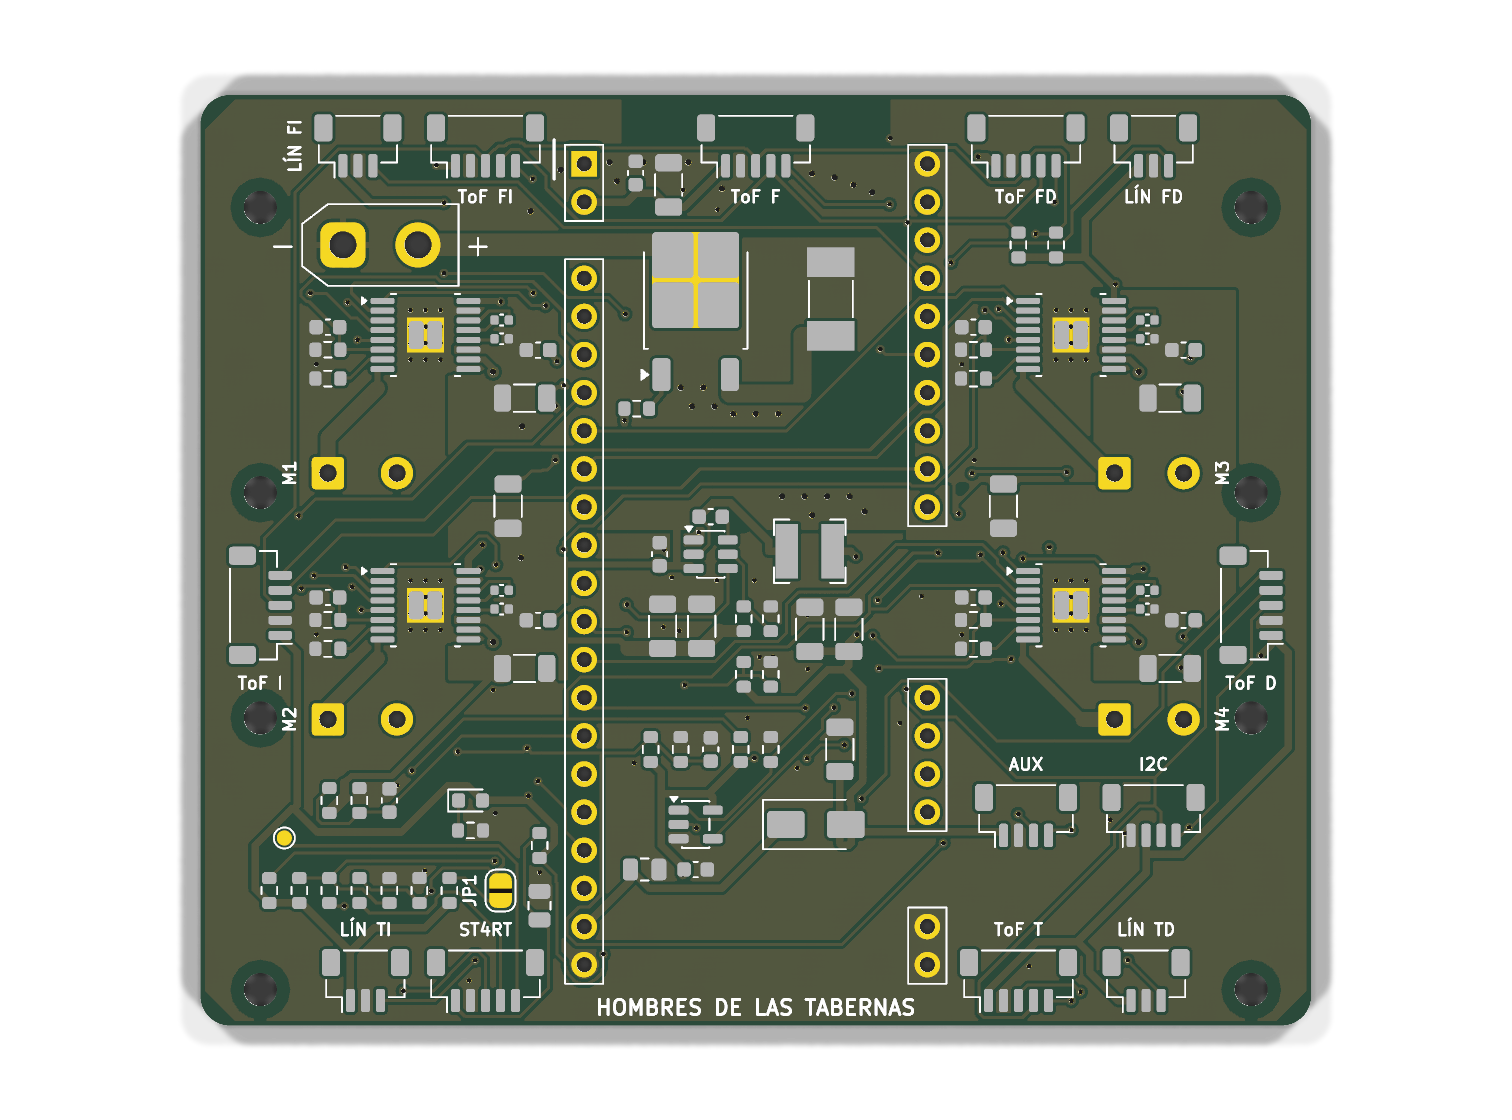 LÍN FI
ToF FI
ToF F
ToF FD
LÍN FD
- +
M1
M3
ToF I
ToF D
M2
M4
AUX
I2C
JP1
LÍN TI
ST4RT
ToF T
LÍN TD
HOMBRES DE LAS TABERNAS